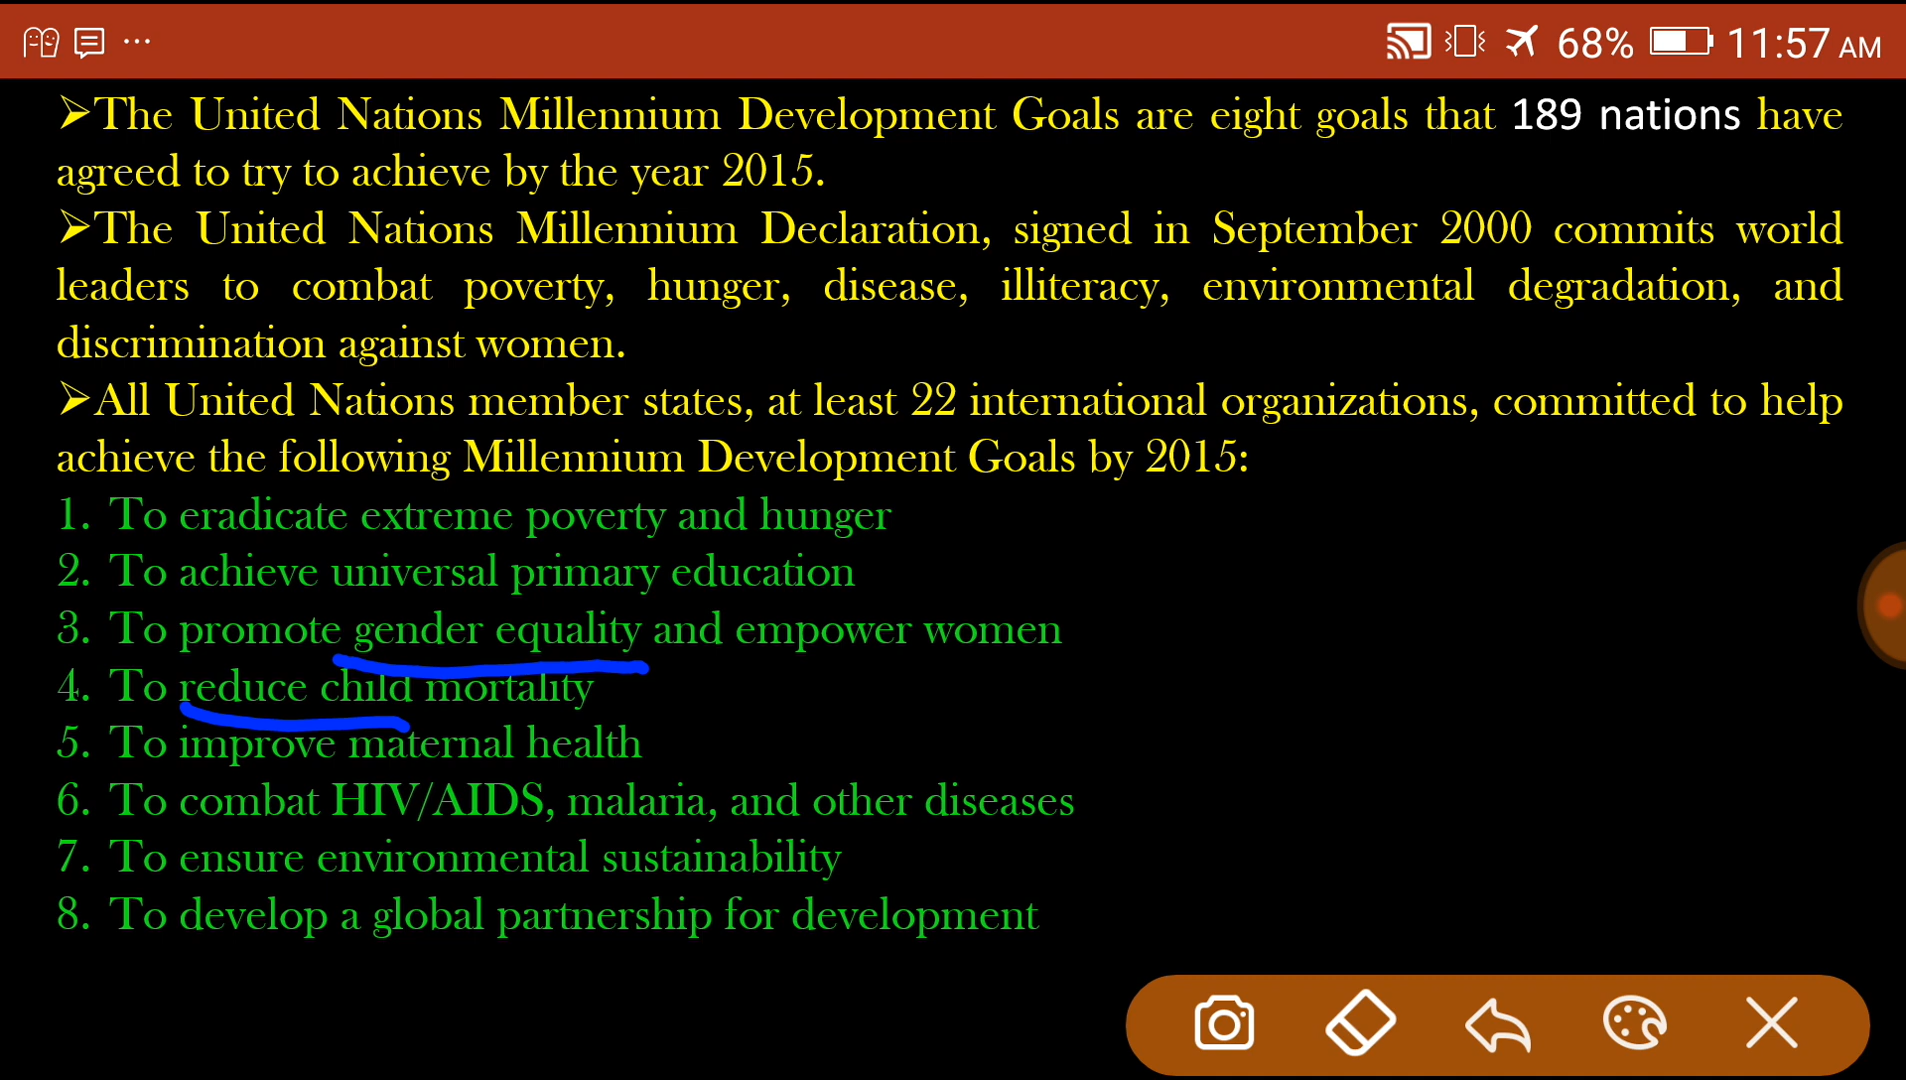 68% 11:57 AM
➢The United Nations Millennium Development Goals are eight goals that 189 nations have
agreed to try to achieve by the year 2015.
➢The United Nations Millennium Declaration, signed in September 2000 commits world
leaders to combat poverty, hunger, disease, illiteracy, environmental degradation, and
discrimination against women.
➢All United Nations member states, at least 22 international organizations, committed to help
achieve the following Millennium Development Goals by 2015:
1. To eradicate extreme poverty and hunger
2. To achieve universal primary education
3. To promote gender equality and empower women
4. To reduce child mortality
5. To improve maternal health
6. To combat HIV/AIDS, malaria, and other diseases
7. To ensure environmental sustainability
8. To develop a global partnership for development